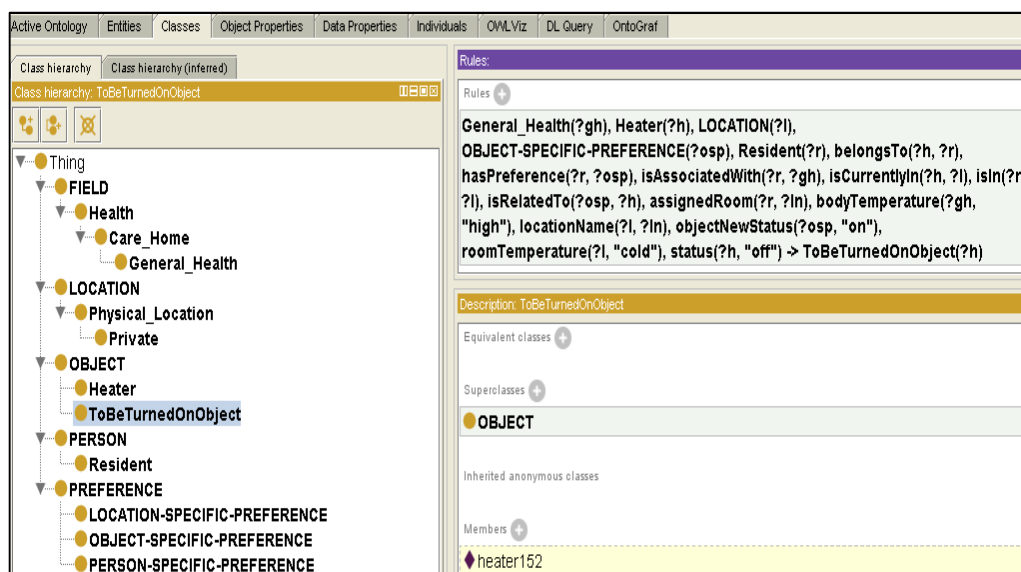 Active Ontology Entities Classes Object Properties Data Properties Individuals OWLViz DL Query OntoGraf
Class hierarchy Class hierarchy (inferred)
Class hierarchy: ToBeTurnedOnObject
Thing
FIELD
Health
Care_Home
General_Health
LOCATION
Physical_Location
Private
OBJECT
Heater
ToBeTurnedOnObject
PERSON
Resident
PREFERENCE
LOCATION-SPECIFIC-PREFERENCE
OBJECT-SPECIFIC-PREFERENCE
PERSON-SPECIFIC-PREFERENCE
Rules:
Rules
General_Health(?gh), Heater(?h), LOCATION(?l),
OBJECT-SPECIFIC-PREFERENCE(?osp), Resident(?r), belongsTo(?h, ?r),
hasPreference(?r, ?osp), isAssociatedWith(?r, ?gh), isCurrentlyIn(?h, ?l), isIn(?r
?l), isRelatedTo(?osp, ?h), assignedRoom(?r, ?ln), bodyTemperature(?gh,
"high"), locationName(?l, ?ln), objectNewStatus(?osp, "on"),
roomTemperature(?l, "cold"), status(?h, "off") -> ToBeTurnedOnObject(?h)
Description: ToBeTurnedOnObject
Equivalent classes
Superclasses
OBJECT
Inherited anonymous classes
Members
heater152